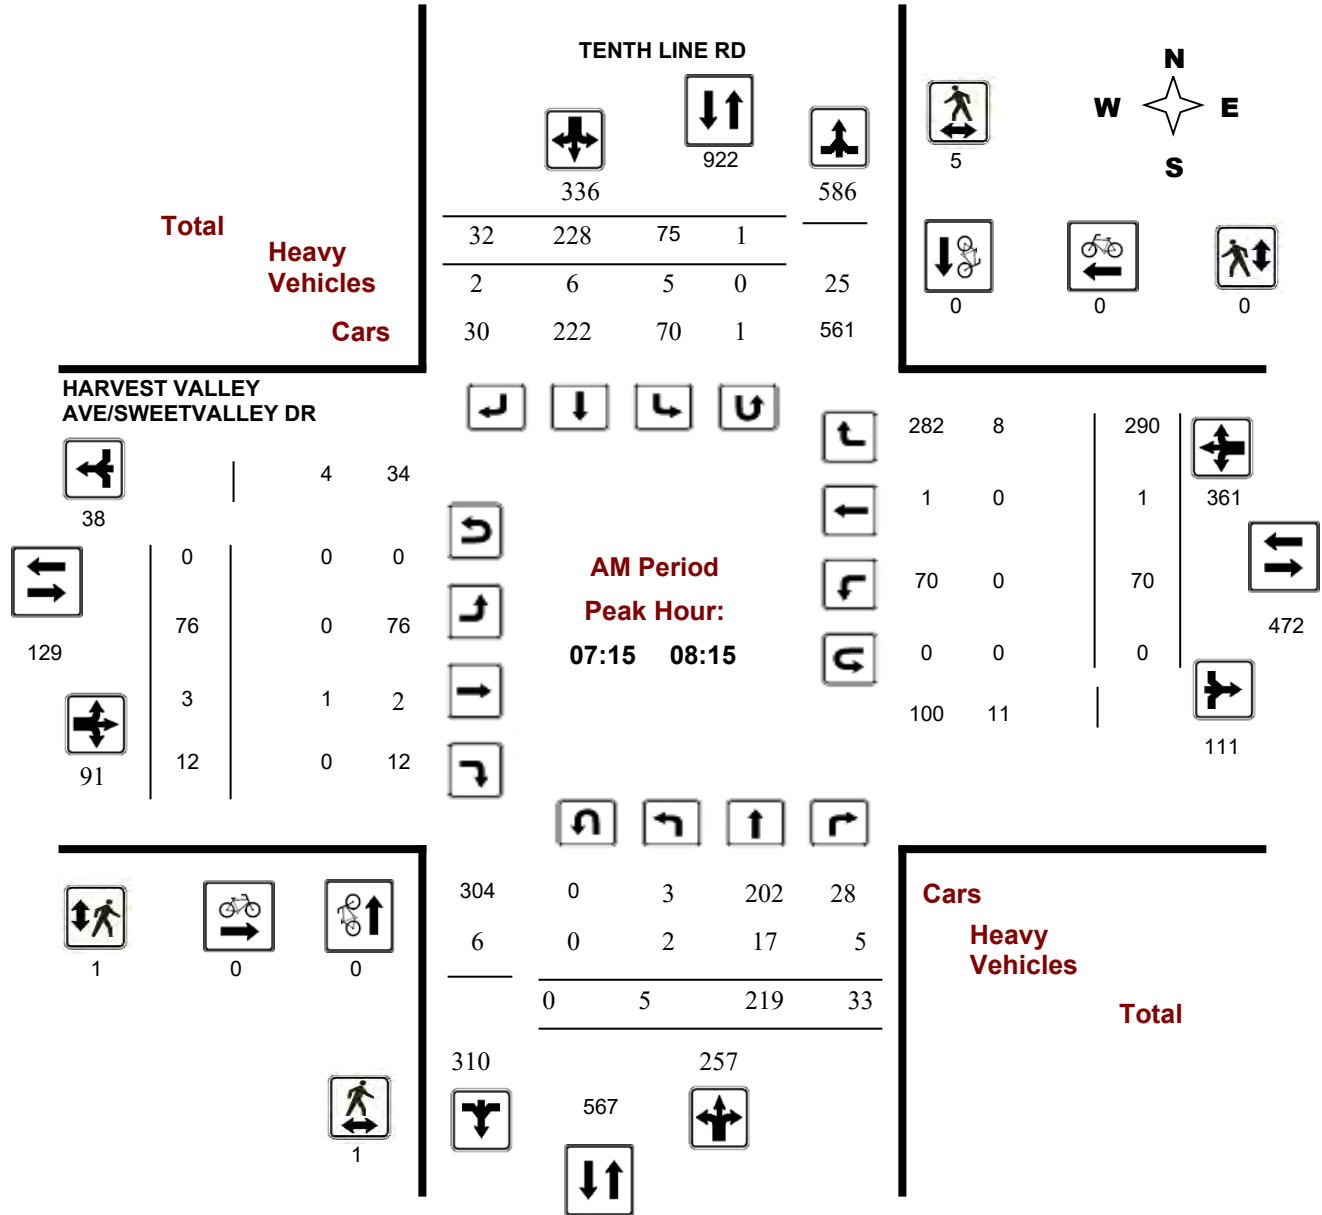 TENTH LINE RD
N
W E
S
922
5
336
586
Total
32 228 75 1
Heavy
Vehicles
2 6 5 0 25
0 0 0
Cars
30 222 70 1 561
HARVEST VALLEY
AVE/SWEETVALLEY DR
282 8 290
4 34
361
38
1 0 1
0 0 0
AM Period
70 0 70
Peak Hour:
76 0 76
472
129
07:15 08:15
0 0 0
3 1 2
100 11
111
12 0 12
91
304 0 3 202 28
Cars
6 0 2 17 5
Heavy
Vehicles
1 0 0
0 5 219 33
Total
310 257
567
1